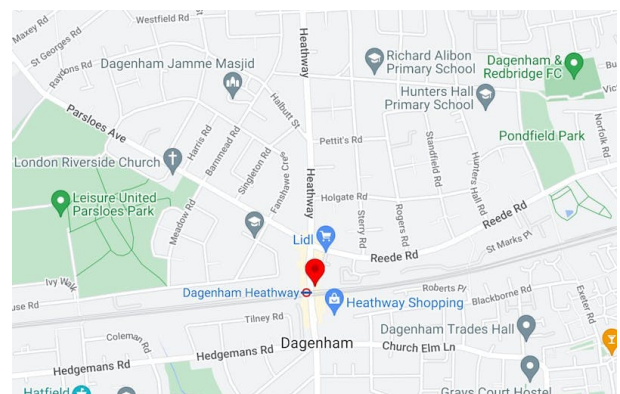 Westfield Rd
Maxey Rd
St Georges Rd
Raydons Rd
Dagenham Jamme Masjid
Heathway
Richard Alibon
Primary School
Dagenham &
Redbridge FC
Hunters Hall
Primary School
Halbutt St
Parsloes Ave
Harris Rd
Barnmead Rd
Pettit's Rd
Standfield Rd
Pondfield Park
Norfolk Rd
London Riverside Church
Singleton Rd
Fanshawe Cres
Hunters Hall Rd
Heathway
Holgate Rd
Leisure United
Parsloes Park
Meadow Rd
Sterry Rd
Rogers Rd
Reede Rd
Lidl
St Marks Pl
Reede Rd
Ivy Walk
Dagenham Heathway
Roberts Pl
Blackborne Rd
Exeter Rd
use Rd
Heathway Shopping
Tilney Rd
Dagenham Trades Hall
Coleman Rd
Dagenham
Church Elm Ln
Hedgemans Rd
Hedgemans Rd
Hatfield
Grays Court Hostel